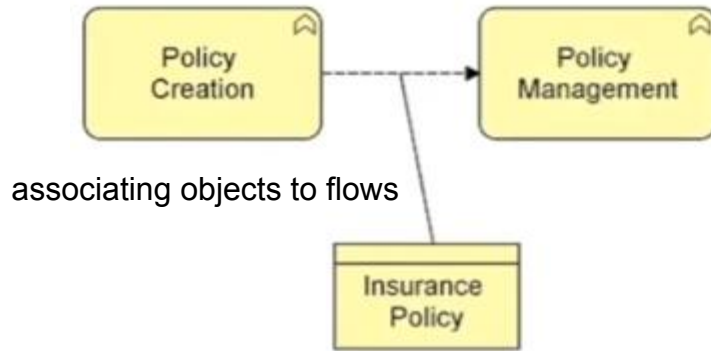 Policy
Creation
Policy
Management
associating objects to flows
Insurance
Policy